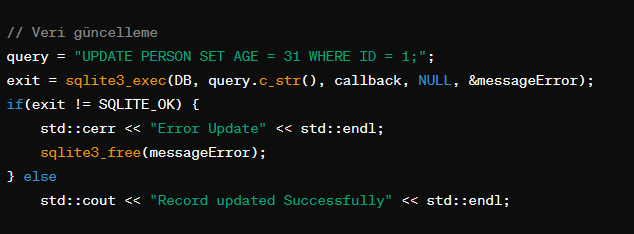 // Veri güncelleme
query = "UPDATE PERSON SET AGE = 31 WHERE ID = 1;";
exit = sqlite3_exec(DB, query.c_str(), callback, NULL, &messageError);
if(exit != SQLITE_OK) {
    std::cerr << "Error Update" << std::endl;
    sqlite3_free(messageError);
} else
    std::cout << "Record updated Successfully" << std::endl;